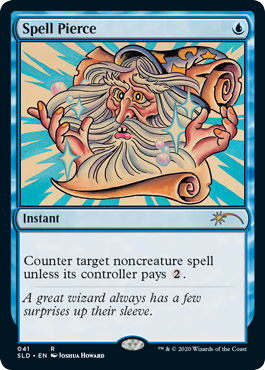 Spell Pierce
Instant
Counter target noncreature spell
unless its controller pays 2.
A great wizard always has a few
surprises up their sleeve.
041 R
SLD • EN Joshua Howard
™ & © 2020 Wizards of the Coast